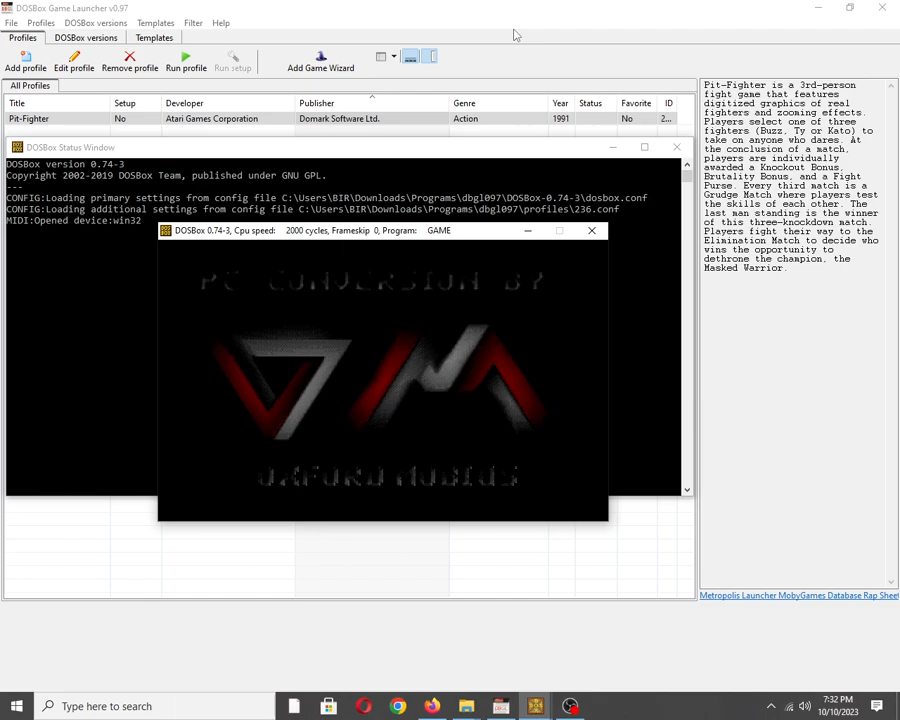 DOSBox Game Launcher v0.97
File Profiles DOSBox versions Templates Filter Help
Profiles DOSBox versions Templates
Add profile Edit profile Remove profile Run profile Run setup Add Game Wizard
All Profiles
Title Setup Developer Publisher Genre Year Status Favorite ID
Pit-Fighter No Atari Games Corporation Domark Software Ltd. Action 1991 No 2...
DOSBox Status Window
DOSBox version 0.74-3
Copyright 2002-2019 DOSBox Team, published under GNU GPL.
---
CONFIG:Loading primary settings from config file C:\Users\BIR\Downloads\Programs\dbgl097\DOSBox-0.74-3\dosbox.conf
CONFIG:Loading additional settings from config file C:\Users\BIR\Downloads\Programs\dbgl097\profiles\236.conf
MIDI:Opened device:win32
DOSBox 0.74-3, Cpu speed: 2000 cycles, Frameskip 0, Program: GAME
PC CONVERSION BY
OXFORD MOBIUS
Pit-Fighter is a 3rd-person
fight game that features
digitized graphics of real
fighters and zooming effects.
Players select one of three
fighters (Buzz, Ty or Kato) to
take on anyone who dares. At
the conclusion of a match,
players are individually
awarded a Knockout Bonus,
Brutality Bonus, and a Fight
Purse. Every third match is a
Grudge Match where players test
the skills of each other. The
last man standing is the winner
of this three-knockdown match.
Players fight their way to the
Elimination Match to decide who
wins the opportunity to
dethrone the champion, the
Masked Warrior.
Metropolis Launcher MobyGames Database Rap Sheet
Type here to search
7:32 PM
10/10/2023